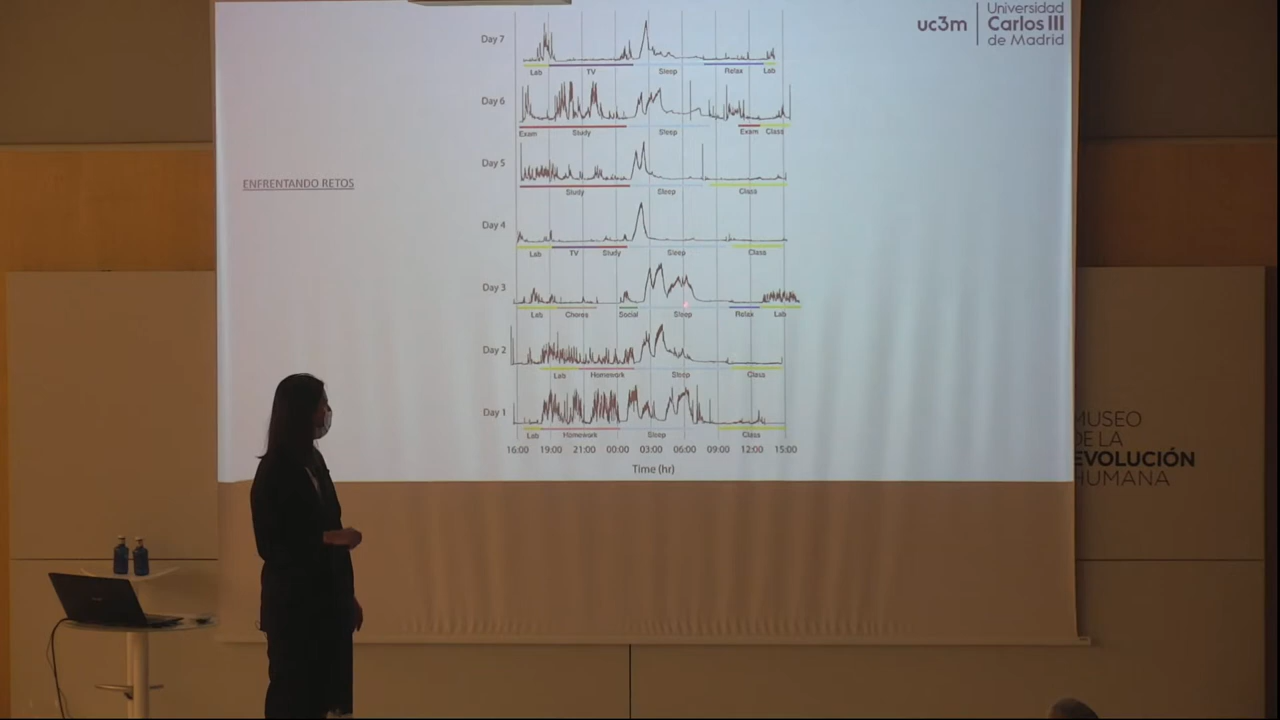 uc3m
Universidad
Carlos III
de Madrid
ENFRENTANDO RETOS
Day 7
Lab TV Sleep Relax Lab
Day 6
Exam Study Sleep Exam Class
Day 5
Study Sleep Class
Day 4
Lab TV Study Sleep Class
Day 3
Lab Chores Social Sleep Relax Lab
Day 2
Lab Homework Sleep Class
Day 1
Lab Homework Sleep Class
16:00 19:00 21:00 00:00 03:00 06:00 09:00 12:00 15:00
Time (hr)
MUSEO
DE LA
EVOLUCIÓN
HUMANA